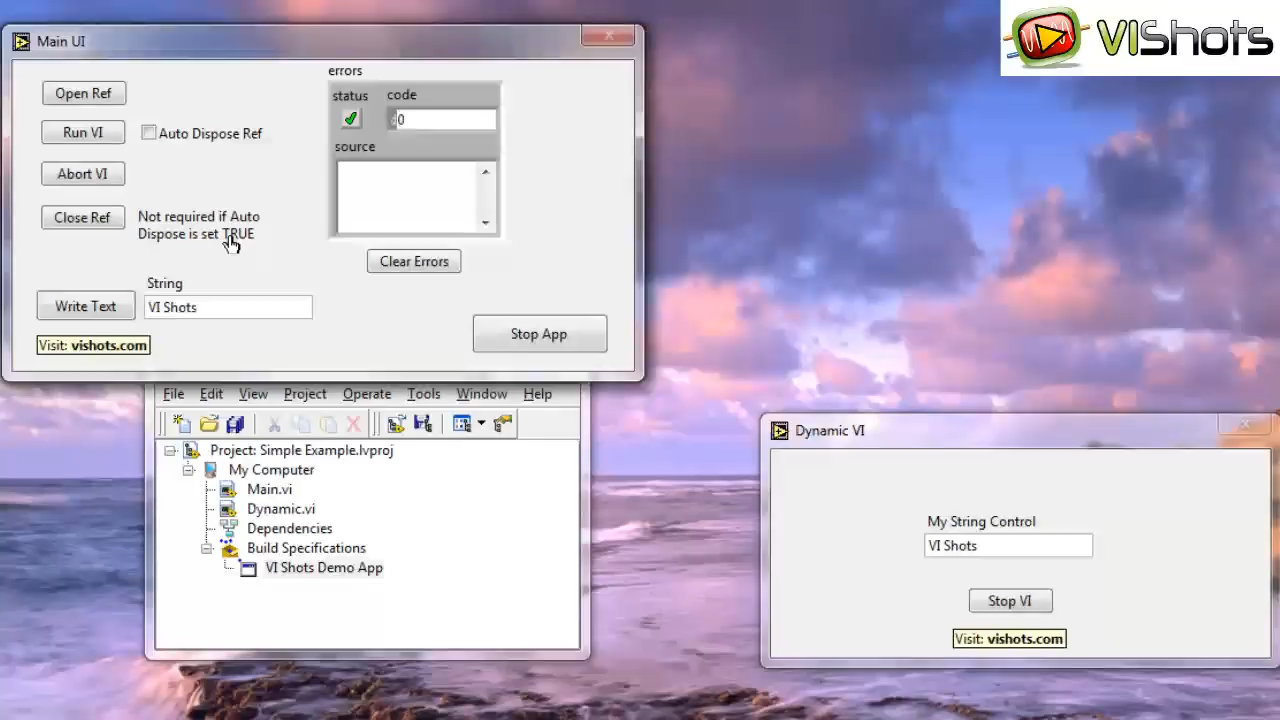 Main UI
Open Ref
Run VI
Auto Dispose Ref
Abort VI
Close Ref
Not required if Auto
Dispose is set TRUE
Write Text
String
VI Shots
Visit: vishots.com
errors
status
code
0
source
Clear Errors
Stop App
VIShots
File Edit View Project Operate Tools Window Help
Project: Simple Example.lvproj
My Computer
Main.vi
Dynamic.vi
Dependencies
Build Specifications
VI Shots Demo App
Dynamic VI
My String Control
VI Shots
Stop VI
Visit: vishots.com